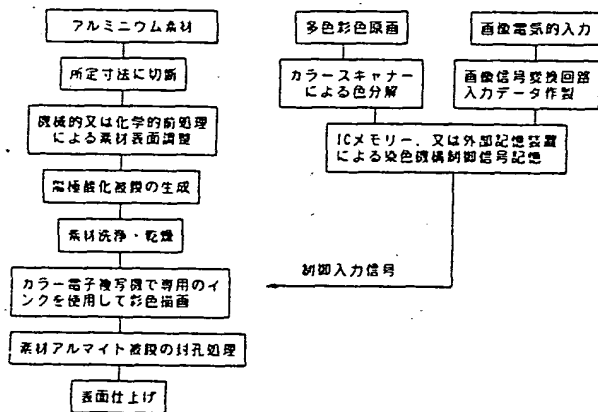 アルミニウム素材
所定寸法に切断
機械的又は化学的前処理
による素材表面調整
陽極酸化被膜の生成
素材洗浄・乾燥
カラー電子複写機で専用のイ
ンクを使用して彩色描画
素材アルマイト被膜の封孔処理
表面仕上げ
多色彩色原画
カラースキャナー
による色分解
画像電気的入力
画像信号変換回路
入力データ作製
ICメモリー、又は外部記憶装置
による染色機構制御信号記憶
制御入力信号